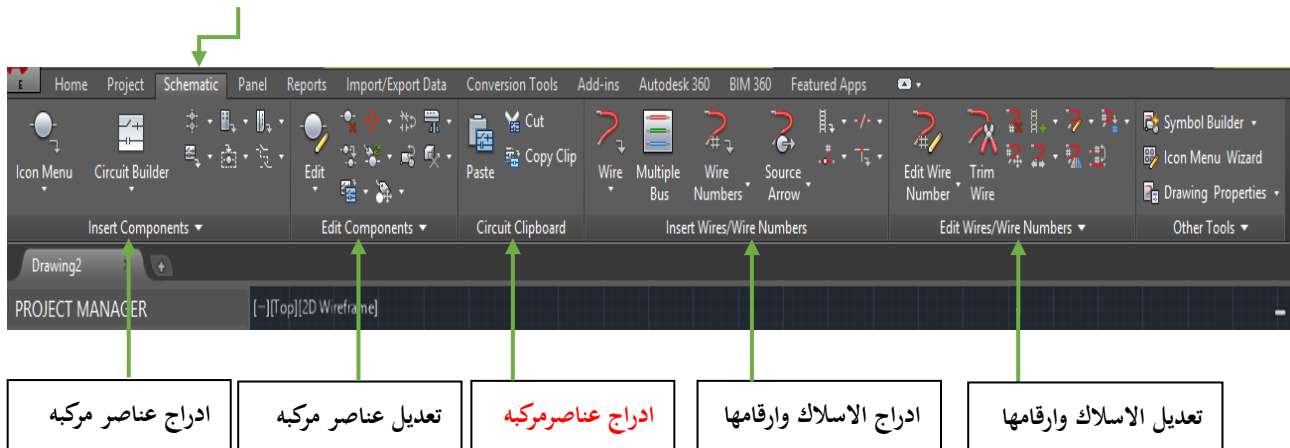 E Home Project Schematic Panel Reports Import/Export Data Conversion Tools Add-ins Autodesk 360 BIM 360 Featured Apps
Icon Menu
Circuit Builder
Insert Components
Edit
Edit Components
Paste
Cut
Copy Clip
Circuit Clipboard
Wire
Multiple
Bus
Wire
Numbers
Source
Arrow
Insert Wires/Wire Numbers
Edit Wire
Number
Trim
Wire
Edit Wires/Wire Numbers
Symbol Builder
Icon Menu Wizard
Drawing Properties
Other Tools
Drawing2
PROJECT MANAGER
[-][Top][2D Wireframe]
ادراج عناصر مركبه
تعديل عناصر مركبه
ادراج عناصرمركبه
ادراج الاسلاك وارقامها
تعديل الاسلاك وارقامها